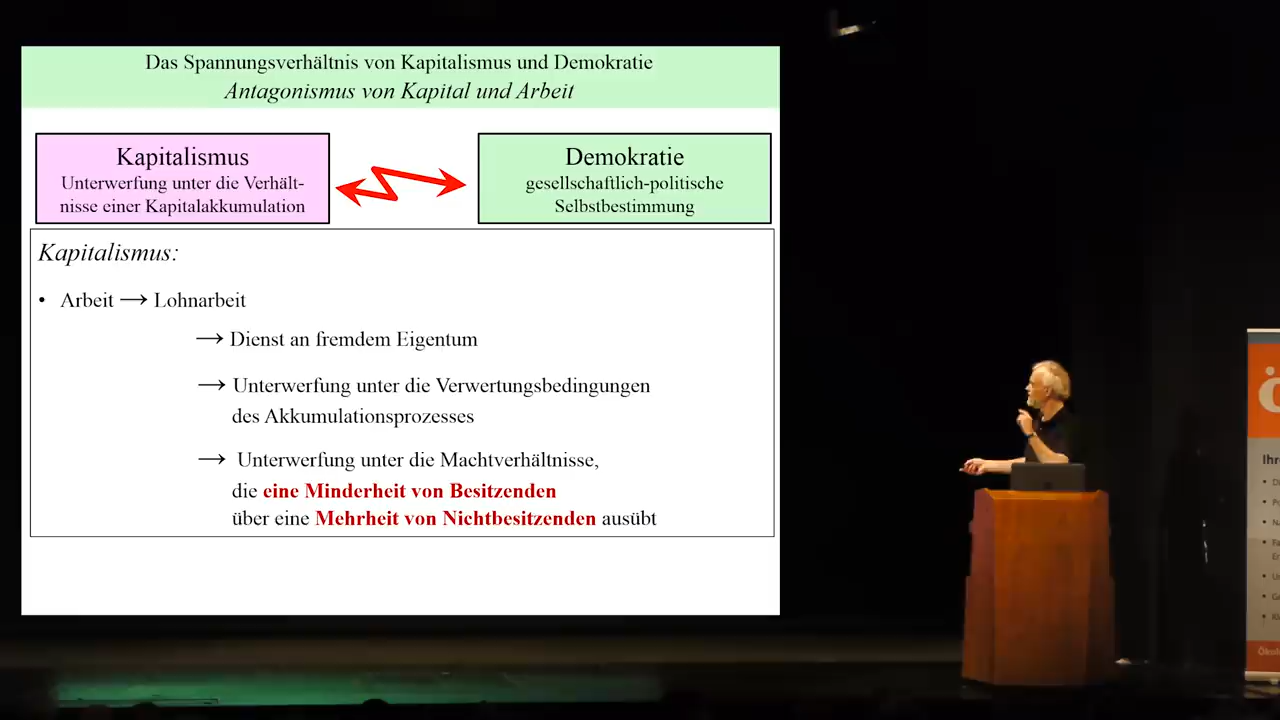 Das Spannungsverhältnis von Kapitalismus und Demokratie
Antagonismus von Kapital und Arbeit
Kapitalismus
Unterwerfung unter die Verhält-
nisse einer Kapitalakkumulation
Demokratie
gesellschaftlich-politische
Selbstbestimmung
Kapitalismus:
• Arbeit → Lohnarbeit
→ Dienst an fremdem Eigentum
→ Unterwerfung unter die Verwertungsbedingungen
des Akkumulationsprozesses
→ Unterwerfung unter die Machtverhältnisse,
die eine Minderheit von Besitzenden
über eine Mehrheit von Nichtbesitzenden ausübt
Ö
Ihre